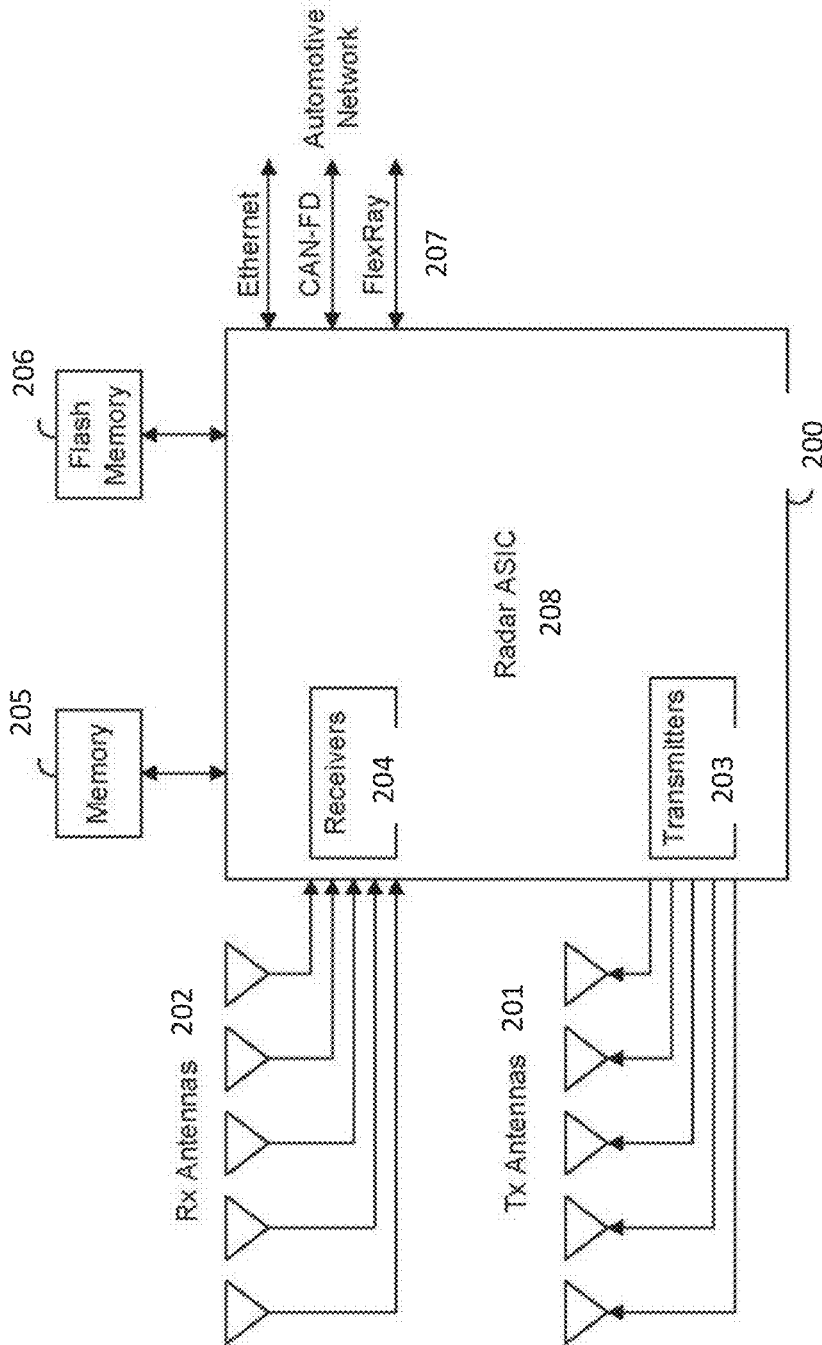 205
Memory
206
Flash
Memory
Rx Antennas 202
Receivers
204
Ethernet
CAN-FD
FlexRay
207
Automotive
Network
Radar ASIC
208
Tx Antennas 201
Transmitters
203
200